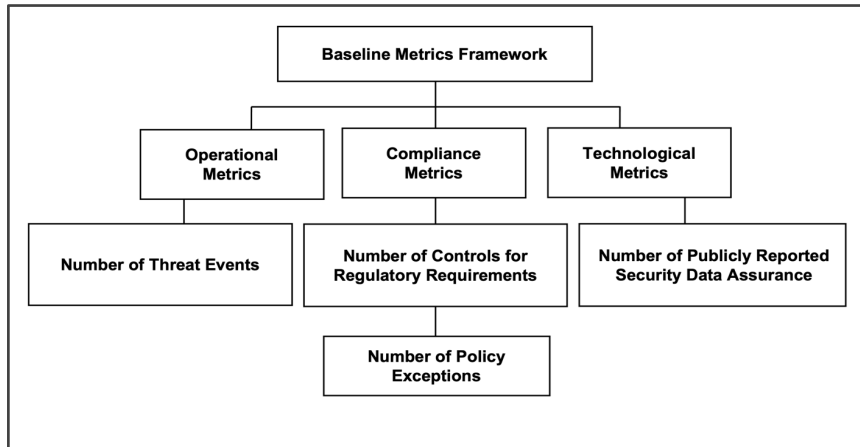 Baseline Metrics Framework
Operational
Metrics
Compliance
Metrics
Technological
Metrics
Number of Threat Events
Number of Controls for
Regulatory Requirements
Number of Publicly Reported
Security Data Assurance
Number of Policy
Exceptions